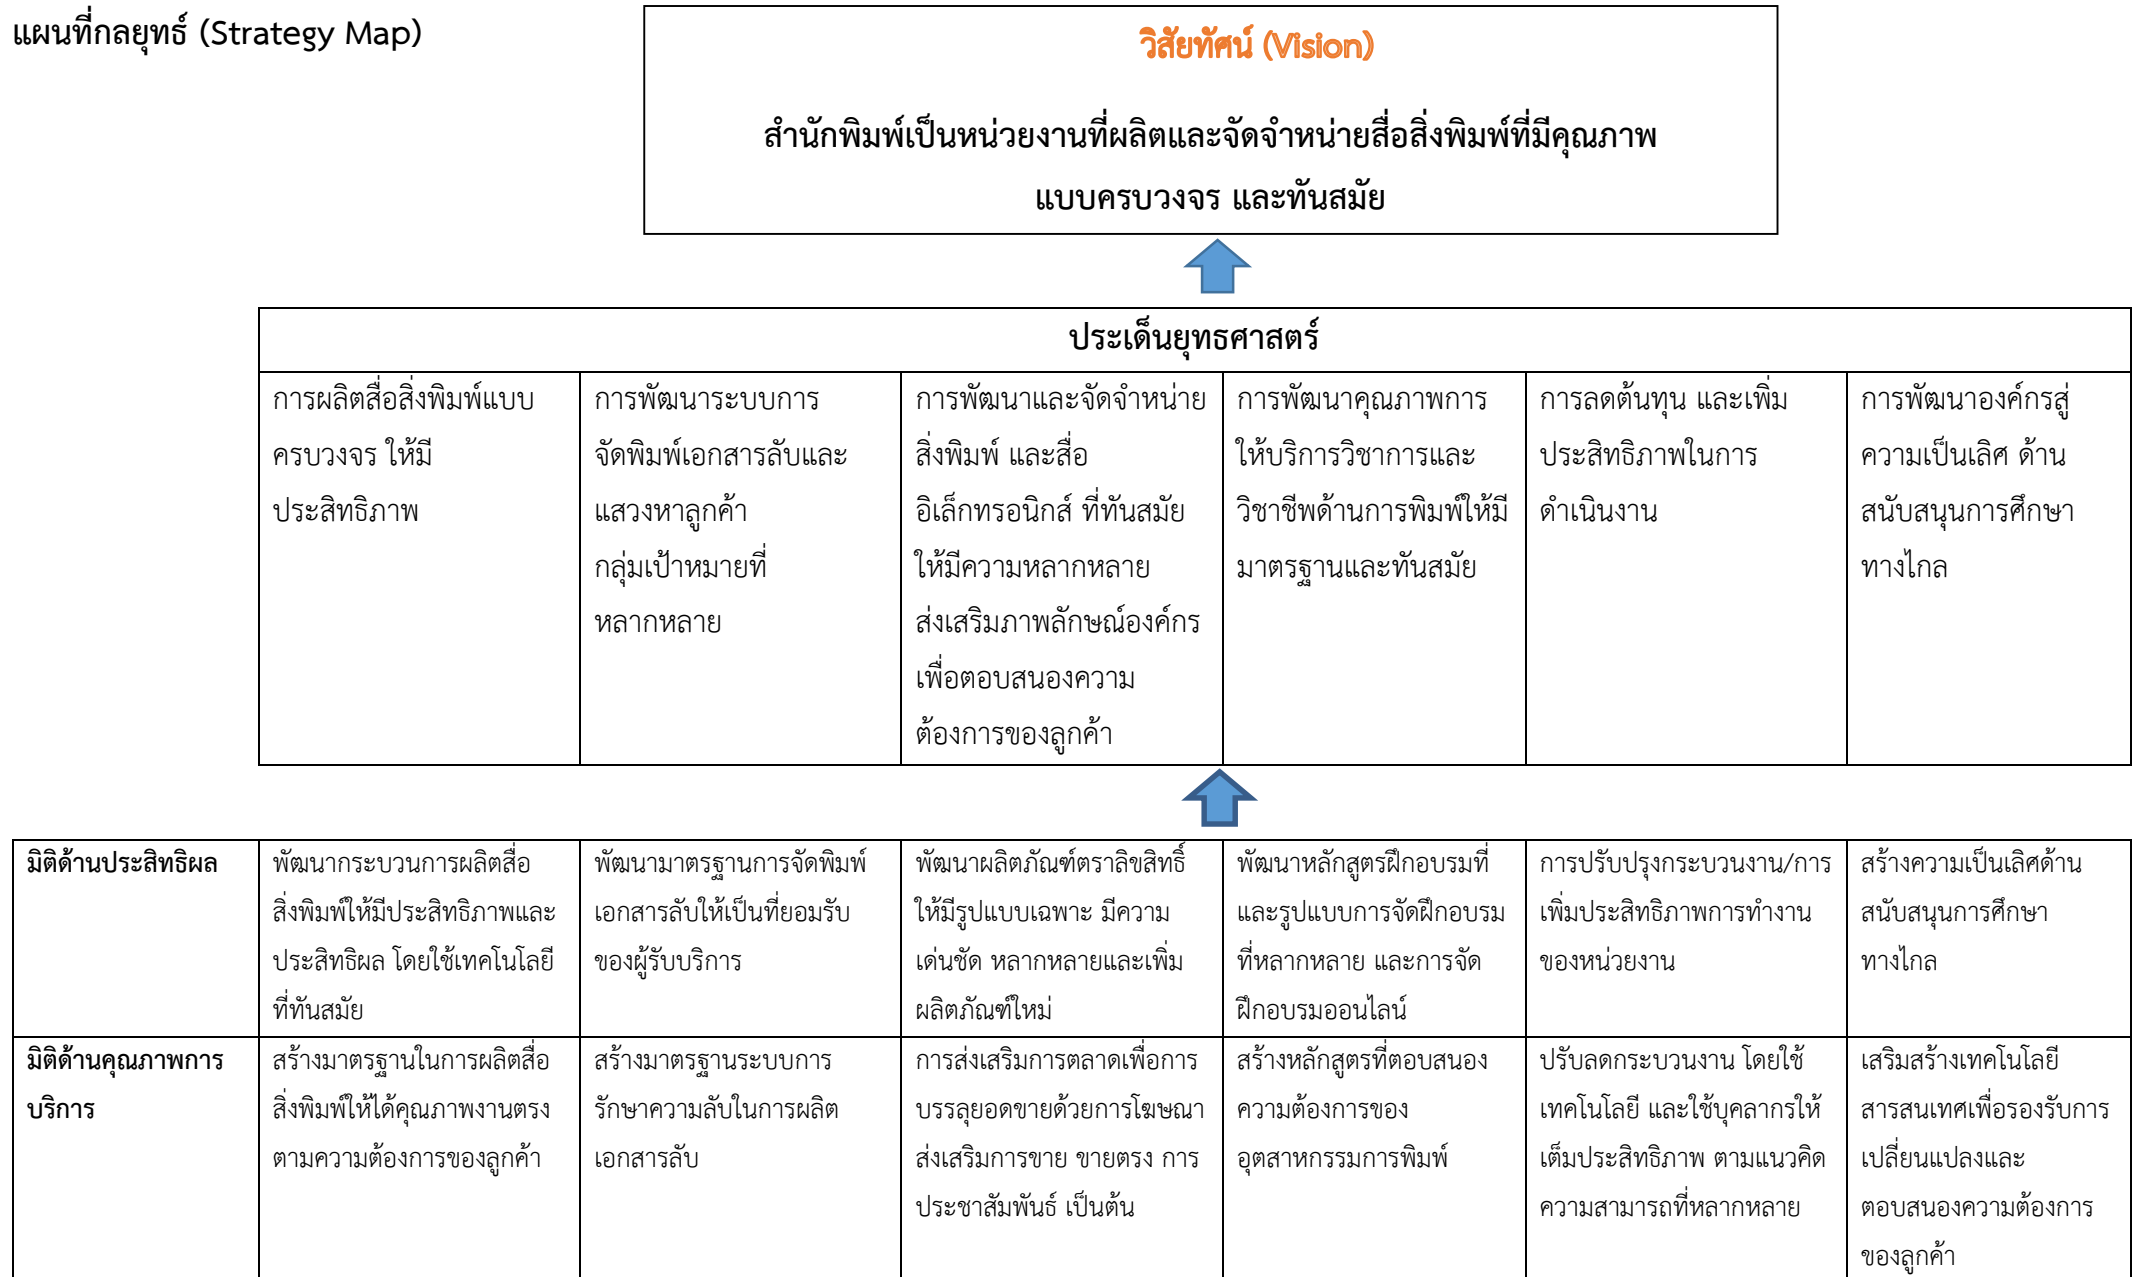 แผนที่กลยุทธ์ (Strategy Map)
วิสัยทัศน์ (Vision)
สำนักพิมพ์เป็นหน่วยงานที่ผลิตและจัดจำหน่ายสื่อสิ่งพิมพ์ที่มีคุณภาพ
แบบครบวงจร และทันสมัย
ประเด็นยุทธศาสตร์
การผลิตสื่อสิ่งพิมพ์แบบ
ครบวงจร ให้มี
ประสิทธิภาพ
การพัฒนาระบบการ
จัดพิมพ์เอกสารลับและ
แสวงหาลูกค้า
กลุ่มเป้าหมายที่
หลากหลาย
การพัฒนาและจัดจำหน่าย
สิ่งพิมพ์ และสื่อ
อิเล็กทรอนิกส์ ที่ทันสมัย
ให้มีความหลากหลาย
ส่งเสริมภาพลักษณ์องค์กร
เพื่อตอบสนองความ
ต้องการของลูกค้า
การพัฒนาคุณภาพการ
ให้บริการวิชาการและ
วิชาชีพด้านการพิมพ์ให้มี
มาตรฐานและทันสมัย
การลดต้นทุน และเพิ่ม
ประสิทธิภาพในการ
ดำเนินงาน
การพัฒนาองค์กรสู่
ความเป็นเลิศ ด้าน
สนับสนุนการศึกษา
ทางไกล
มิติด้านประสิทธิผล
พัฒนากระบวนการผลิตสื่อ
สิ่งพิมพ์ให้มีประสิทธิภาพและ
ประสิทธิผล โดยใช้เทคโนโลยี
ที่ทันสมัย
พัฒนามาตรฐานการจัดพิมพ์
เอกสารลับให้เป็นที่ยอมรับ
ของผู้รับบริการ
พัฒนาผลิตภัณฑ์ตราลิขสิทธิ์
ให้มีรูปแบบเฉพาะ มีความ
เด่นชัด หลากหลายและเพิ่ม
ผลิตภัณฑ์ใหม่
พัฒนาหลักสูตรฝึกอบรมที่
และรูปแบบการจัดฝึกอบรม
ที่หลากหลาย และการจัด
ฝึกอบรมออนไลน์
การปรับปรุงกระบวนงาน/การ
เพิ่มประสิทธิภาพการทำงาน
ของหน่วยงาน
สร้างความเป็นเลิศด้าน
สนับสนุนการศึกษา
ทางไกล
มิติด้านคุณภาพการ
บริการ
สร้างมาตรฐานในการผลิตสื่อ
สิ่งพิมพ์ให้ได้คุณภาพงานตรง
ตามความต้องการของลูกค้า
สร้างมาตรฐานระบบการ
รักษาความลับในการผลิต
เอกสารลับ
การส่งเสริมการตลาดเพื่อการ
บรรลุยอดขายด้วยการโฆษณา
ส่งเสริมการขาย ขายตรง การ
ประชาสัมพันธ์ เป็นต้น
สร้างหลักสูตรที่ตอบสนอง
ความต้องการของ
อุตสาหกรรมการพิมพ์
ปรับลดกระบวนงาน โดยใช้
เทคโนโลยี และใช้บุคลากรให้
เต็มประสิทธิภาพ ตามแนวคิด
ความสามารถที่หลากหลาย
เสริมสร้างเทคโนโลยี
สารสนเทศเพื่อรองรับการ
เปลี่ยนแปลงและ
ตอบสนองความต้องการ
ของลูกค้า